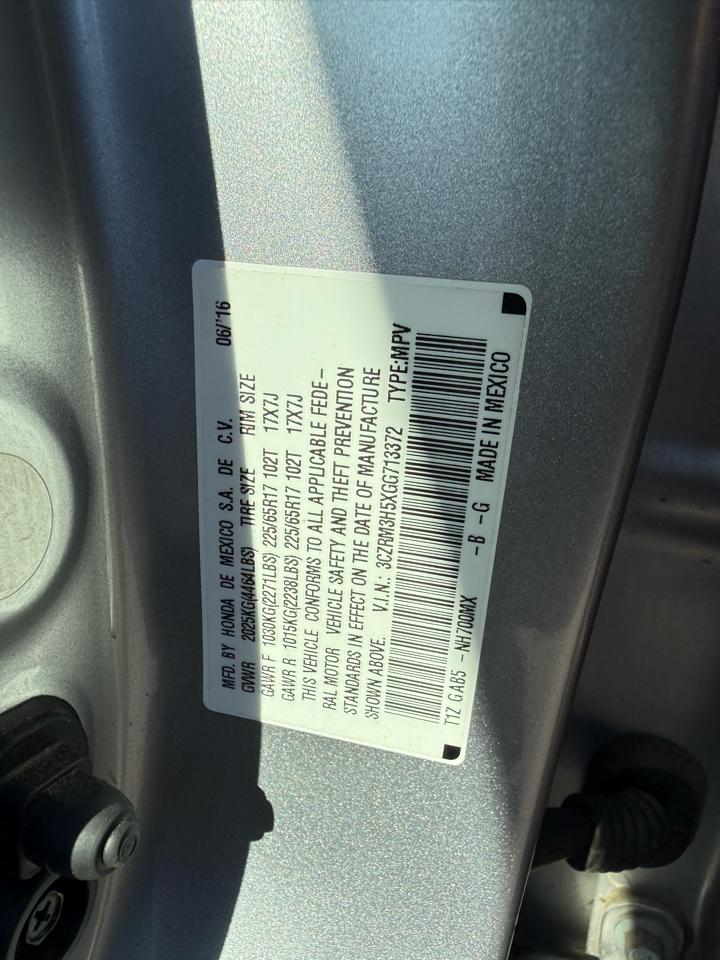 MFD. BY HONDA DE MEXICO S.A. DE C.V. 06/'16
GVWR 2025KG(4464LBS) TIRE SIZE RIM SIZE
GAWR F 1030KG(2271LBS) 225/65R17 102T 17X7J
GAWR R 1015KG(2238LBS) 225/65R17 102T 17X7J
THIS VEHICLE CONFORMS TO ALL APPLICABLE FEDE-
RAL MOTOR VEHICLE SAFETY AND THEFT PREVENTION
STANDARDS IN EFFECT ON THE DATE OF MANUFACTURE
SHOWN ABOVE. V.I.N.: 3CZRM3H5XGG713372 TYPE:MPV
T1Z G.AB5 -NH700MX -B -G MADE IN MEXICO